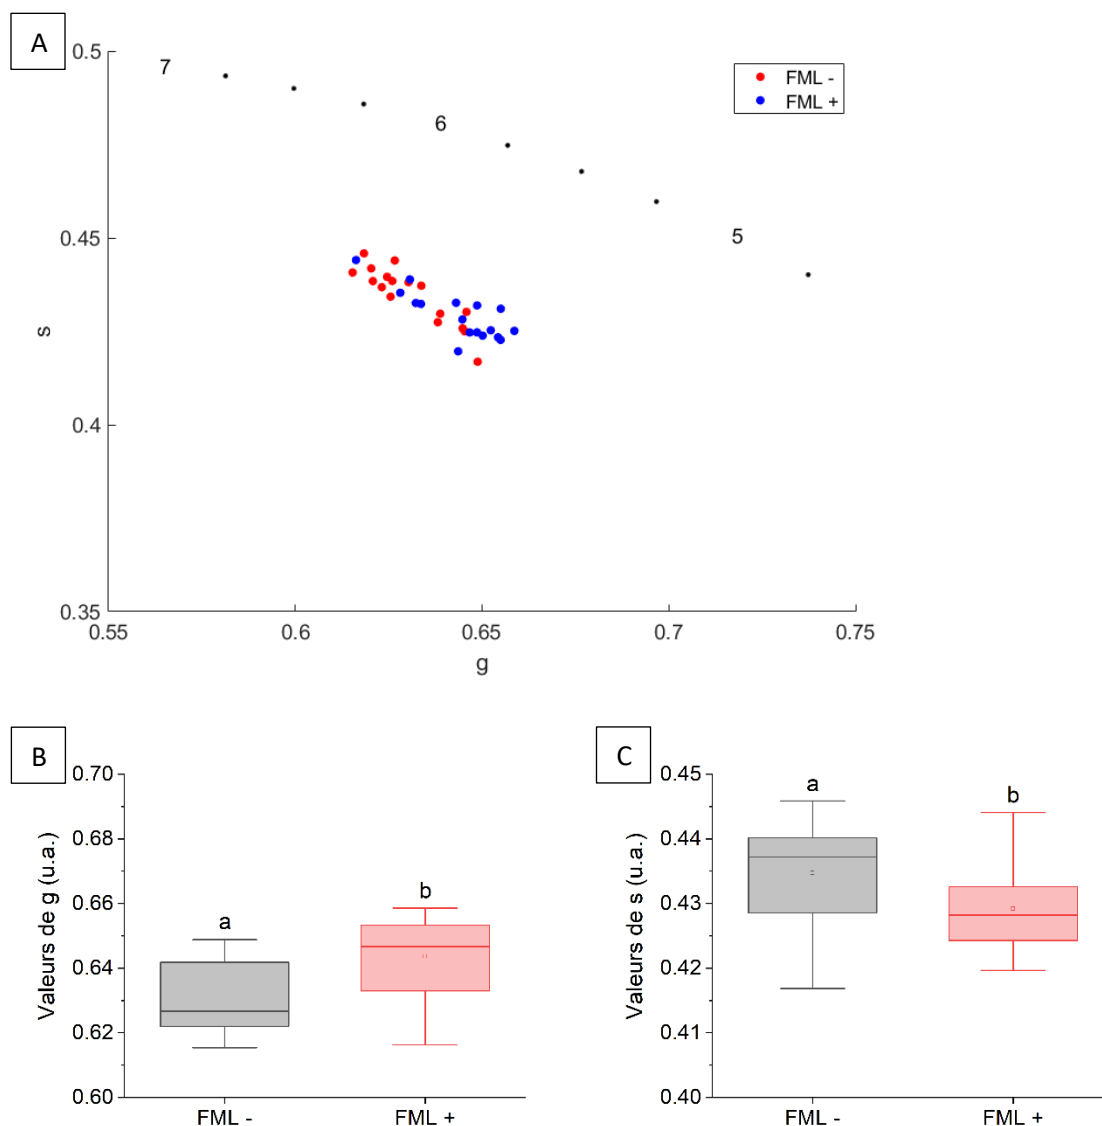 A
0.5
7
FML -
FML +
6
0.45
5
s
0.4
0.35
0.55
0.6
0.65
0.7
0.75
g
B
C
0.70
0.68
0.66
0.64
0.62
0.60
Valeurs de g (u.a.)
a
b
FML -
FML +
0.45
0.44
0.43
0.42
0.41
0.40
Valeurs de s (u.a.)
a
b
FML -
FML +